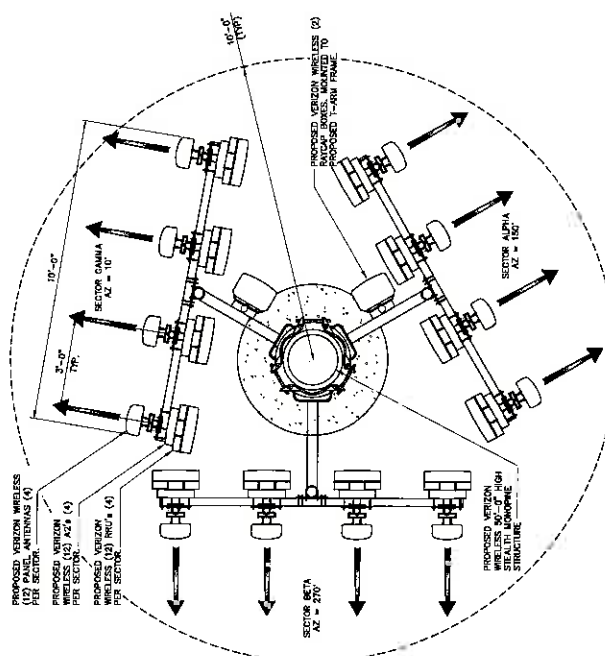 10'-0"
(TYP)
PROPOSED VERIZON WIRELESS (2)
RAYCAP BOXES, MOUNTED TO
PROPOSED T-ARM FRAME.
10'-0"
3'-0"
TYP.
SECTOR GAMMA
AZ = 10°
SECTOR ALPHA
AZ = 150°
PROPOSED VERIZON WIRELESS
(12) PANEL ANTENNAS (4)
PER SECTOR.
PROPOSED VERIZON
WIRELESS (12) A2's (4)
PER SECTOR.
PROPOSED VERIZON
WIRELESS (12) RRU's (4)
PER SECTOR.
SECTOR BETA
AZ = 270°
PROPOSED VERIZON
WIRELESS 50'-0" HIGH
STEALTH MONOPINE
STRUCTURE